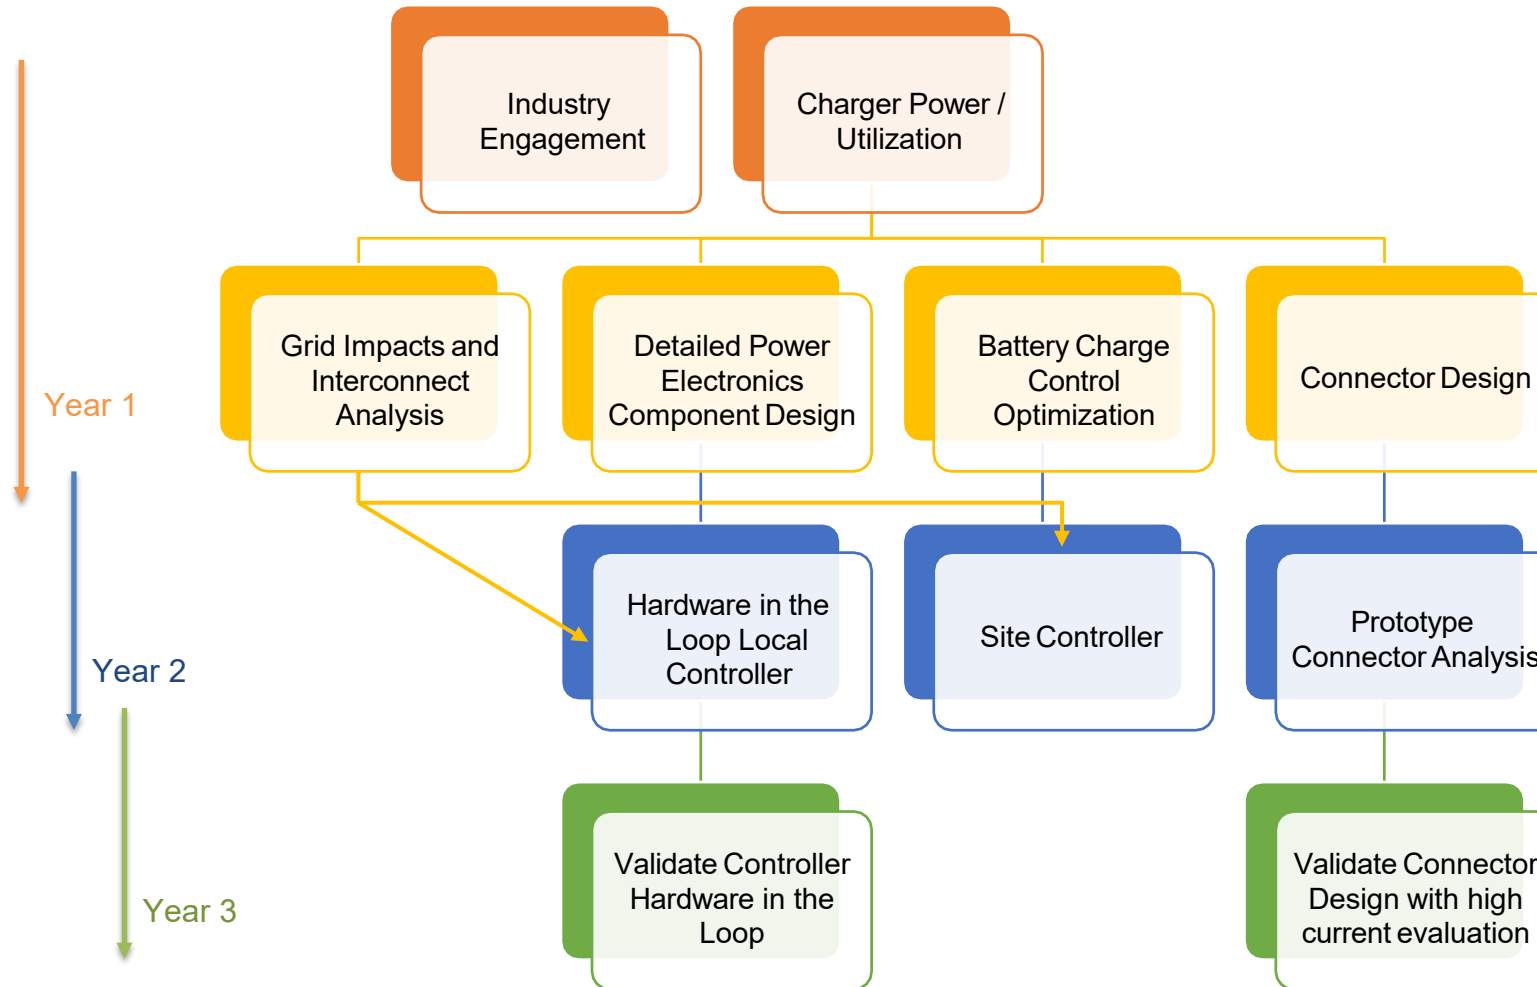 Industry
Engagement
Charger Power /
Utilization
Grid Impacts and
Interconnect
Analysis
Detailed Power
Electronics
Component Design
Battery Charge
Control
Optimization
Connector Design
Year 1
Hardware in the
Loop Local
Controller
Site Controller
Prototype
Connector Analysis
Year 2
Validate Controller
Hardware in the
Loop
Validate Connector
Design with high
current evaluation
Year 3